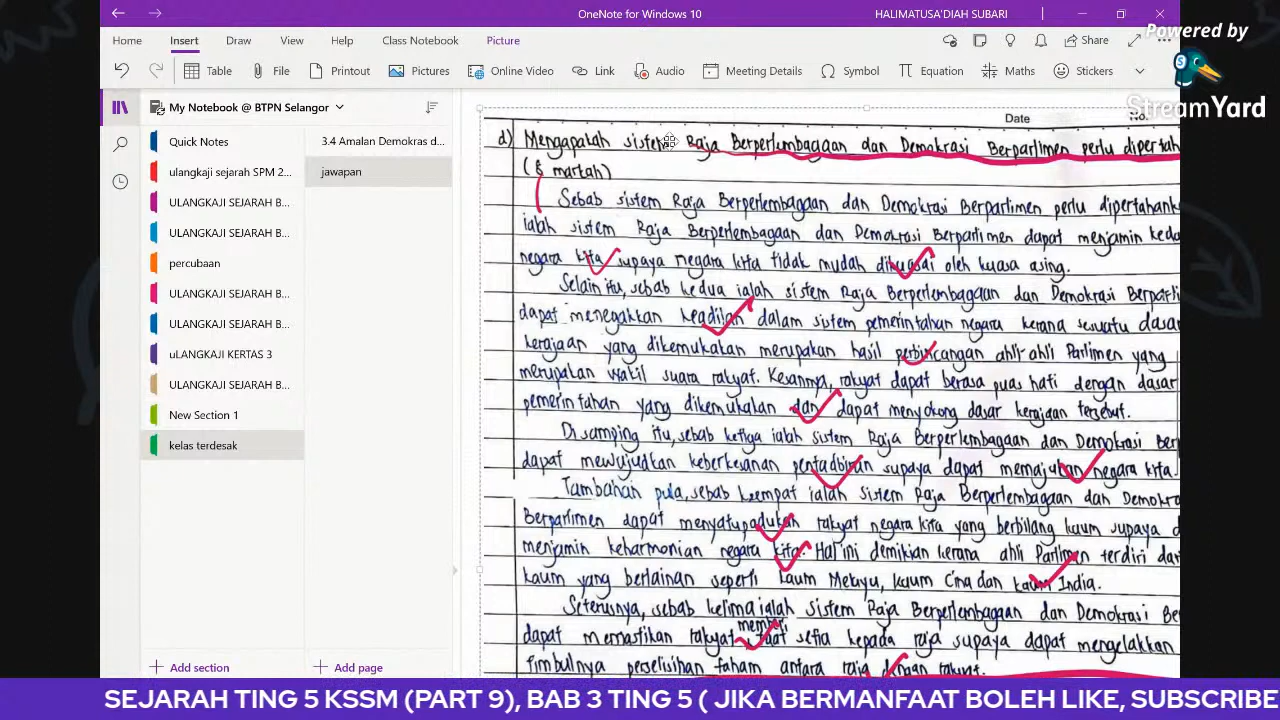 OneNote for Windows 10
HALIMATUSA'DIAH SUBARI
Powered by
StreamYard
Home Insert Draw View Help Class Notebook Picture
Share
Table File Printout Pictures Online Video Link Audio Meeting Details Symbol Equation Maths Stickers
My Notebook @ BTPN Selangor
Quick Notes
ulangkaji sejarah SPM 2...
ULANGKAJI SEJARAH B...
ULANGKAJI SEJARAH B...
percubaan
ULANGKAJI SEJARAH B...
ULANGKAJI SEJARAH B...
uLANGKAJI KERTAS 3
ULANGKAJI SEJARAH B...
New Section 1
kelas terdesak
Add section
3.4 Amalan Demokras d...
jawapan
Add page
Date No.
d) Mengapakah sistem Raja Berperlembagaan dan Demokrasi Berparlimen perlu dipertah
(8 markah)
Sebab sistem Raja Berperlembagaan dan Demokrasi Berparlimen perlu dipertahank
ialah sistem Raja Berperlembagaan dan Demokrasi Berparlimen dapat menjamin keda
negara kita supaya negara kita tidak mudah dikuasai oleh kuasa asing.
Selain itu, sebab kedua ialah sistem Raja Berperlembagaan dan Demokrasi Berparli
dapat menegakkan keadilan dalam sistem pemerintahan negara kerana sesuatu dasar
kerajaan yang dikemukakan merupakan hasil perbincangan ahli-ahli Parlimen yang
merupakan wakil suara rakyat. Kesannya, rakyat dapat berasa puas hati dengan dasar
pemerintahan yang dikemukakan dan dapat menyokong dasar kerajaan tersebut.
Di samping itu, sebab ketiga ialah sistem Raja Berperlembagaan dan Demokrasi Ber
dapat mewujudkan keberkesanan pentadbiran supaya dapat memajukan negara kita.
Tambahan pula, sebab keempat ialah sistem Raja Berperlembagaan dan Demokra
Berparlimen dapat menyatupadukan rakyat negara kita yang berbilang kaum supaya d
menjamin keharmonian negara kita. Hal ini demikian kerana ahli Parlimen terdiri dar
kaum yang berlainan seperti kaum Melayu, kaum Cina dan kaum India.
Seterusnya, sebab kelima ialah sistem Raja Berperlembagaan dan Demokrasi Be
dapat memastikan rakyat memberi taat setia kepada raja supaya dapat mengelakkan
timbulnya perselisihan faham antara raja dengan rakyat.
SEJARAH TING 5 KSSM (PART 9), BAB 3 TING 5 ( JIKA BERMANFAAT BOLEH LIKE, SUBSCRIBE